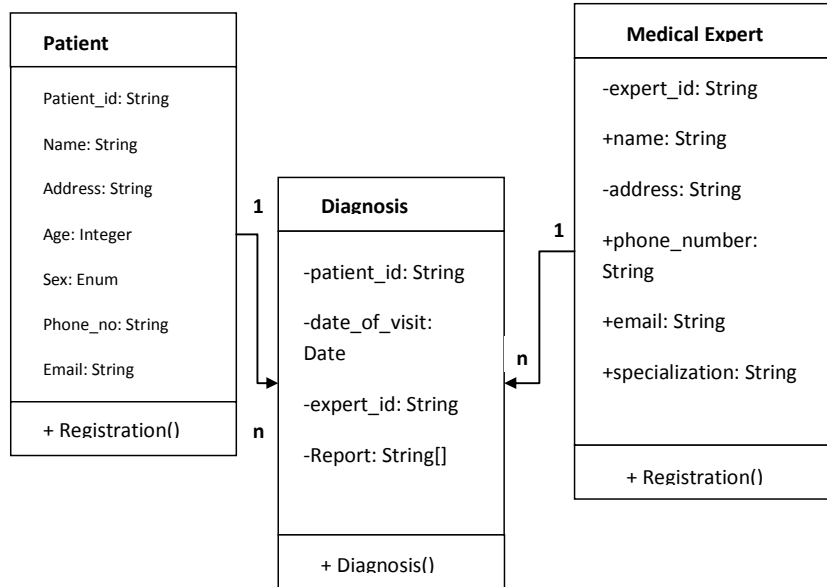 Patient
Patient_id: String
Name: String
Address: String
Age: Integer
Sex: Enum
Phone_no: String
Email: String
+ Registration()
1
n
Diagnosis
-patient_id: String
-date_of_visit:
Date
-expert_id: String
-Report: String[]
+ Diagnosis()
1
n
Medical Expert
-expert_id: String
+name: String
-address: String
+phone_number:
String
+email: String
+specialization: String
+ Registration()